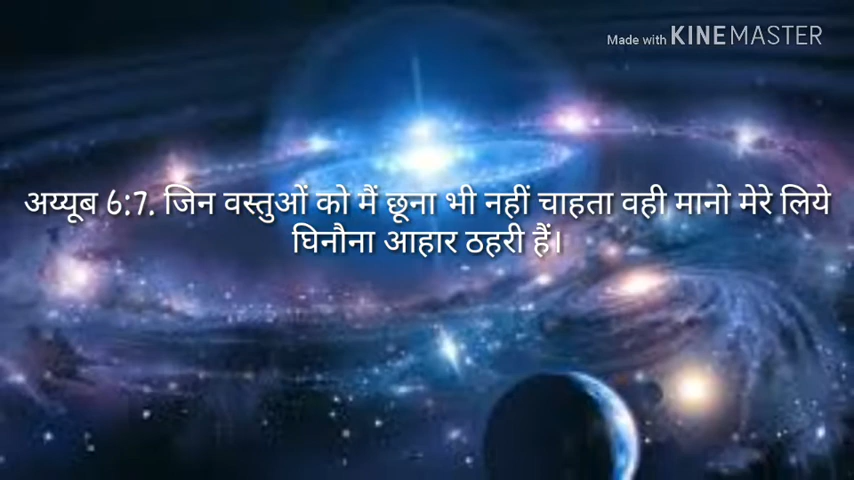 Made with KINEMASTER
अय्यूब 6:7. जिन वस्तुओं को मैं छूना भी नहीं चाहता वही मानो मेरे लिये
घिनौना आहार ठहरी हैं।